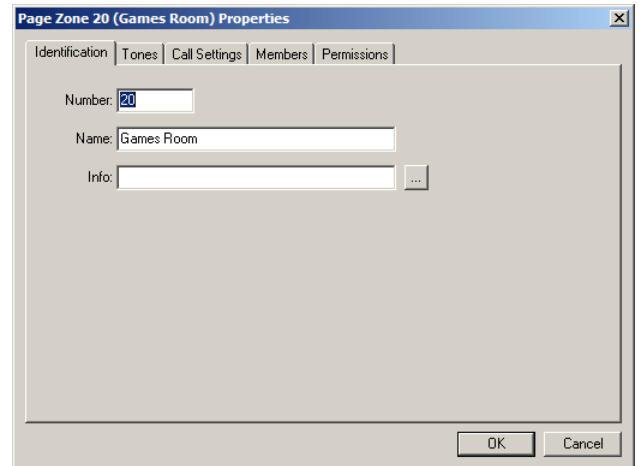 Page Zone 20 (Games Room) Properties
Identification Tones Call Settings Members Permissions
Number: 20
Name: Games Room
Info: ...
OK Cancel